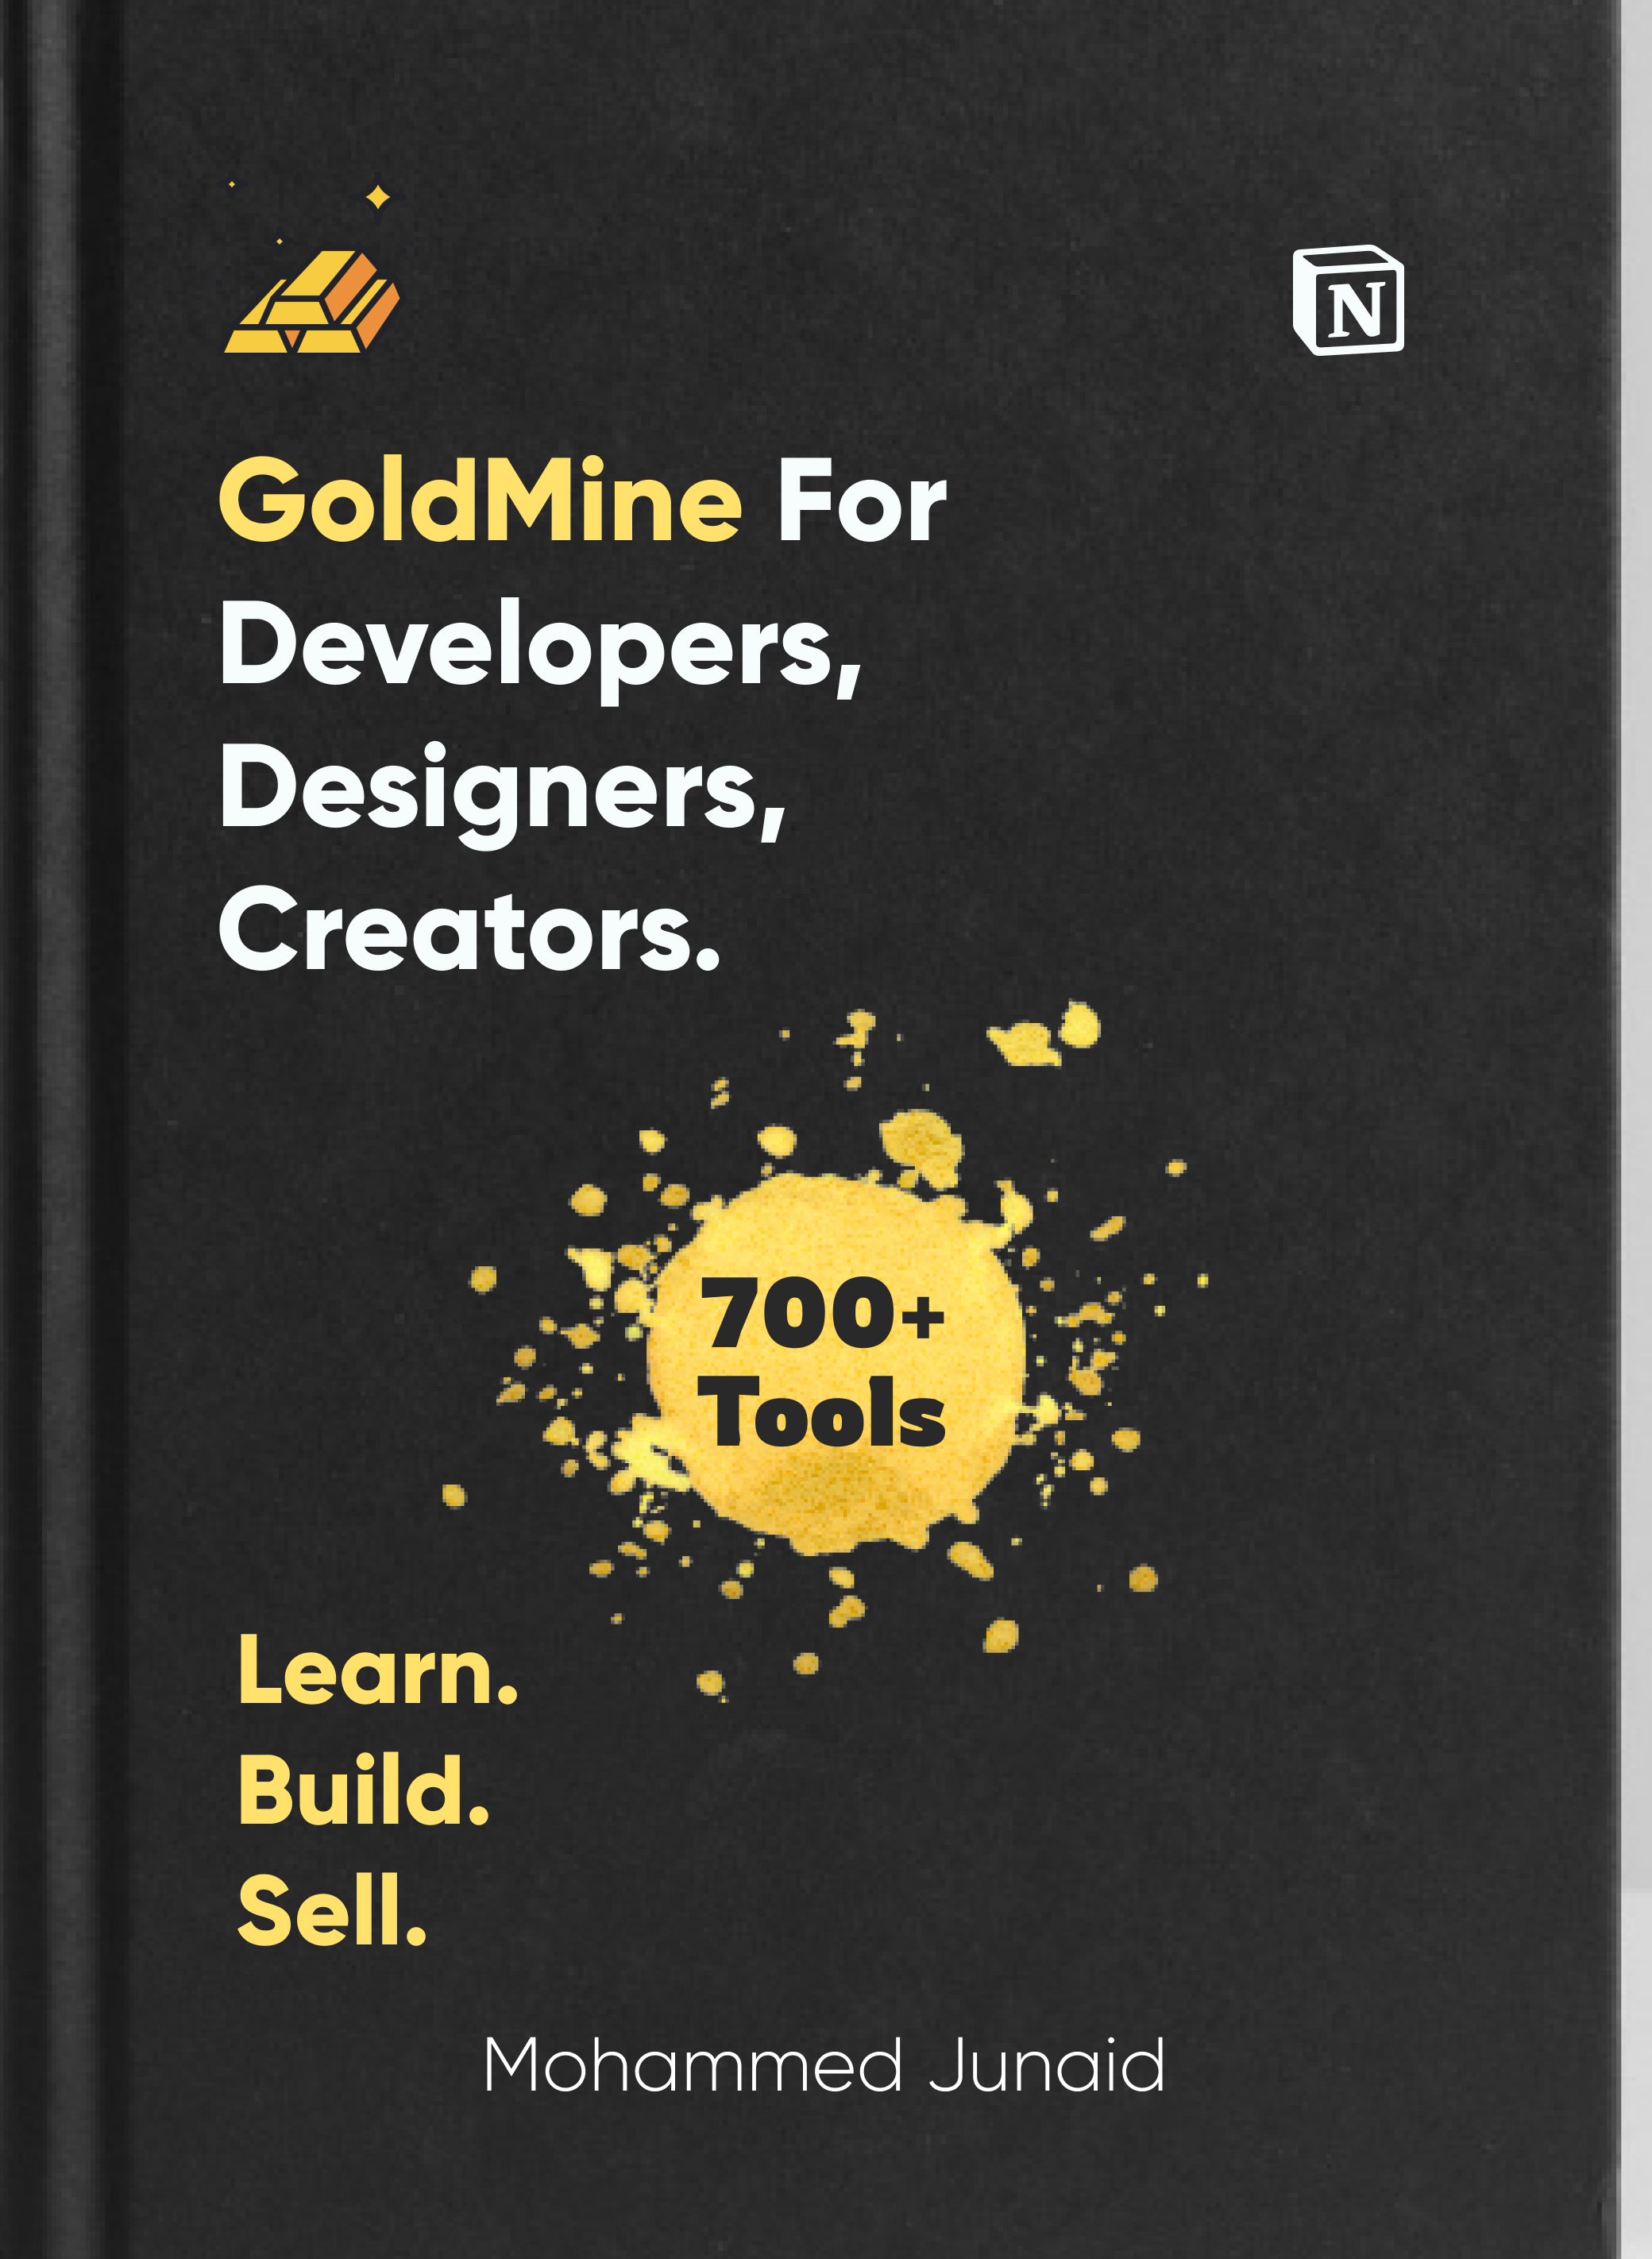 N
GoldMine For
Developers,
Designers,
Creators.
700+
Tools
Learn.
Build.
Sell.
Mohammed Junaid